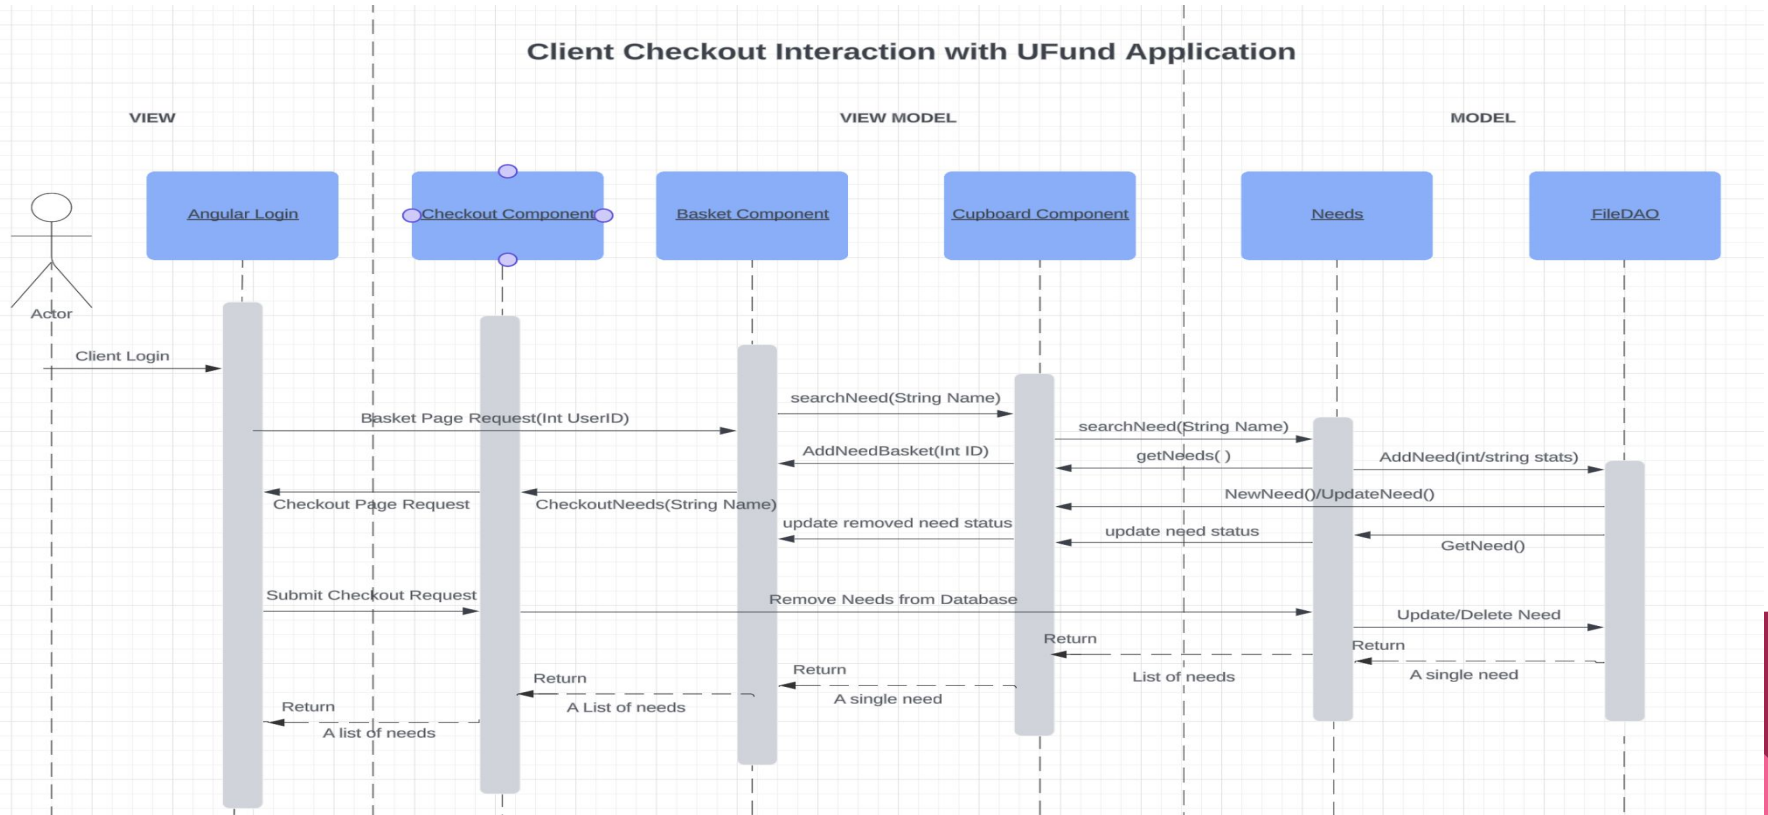 Client Checkout Interaction with UFund Application
VIEW
VIEW MODEL
MODEL
Angular Login
Checkout Component
Basket Component
Cupboard Component
Needs
FileDAO
Actor
Client Login
searchNeed(String Name)
Basket Page Request(Int UserID)
searchNeed(String Name)
AddNeedBasket(Int ID)
getNeeds( )
AddNeed(int/string stats)
NewNeed()/UpdateNeed()
Checkout Page Request
CheckoutNeeds(String Name)
update removed need status
update need status
GetNeed()
Submit Checkout Request
Remove Needs from Database
Update/Delete Need
Return
Return
List of needs
A single need
Return
A single need
Return
A List of needs
Return
A list of needs